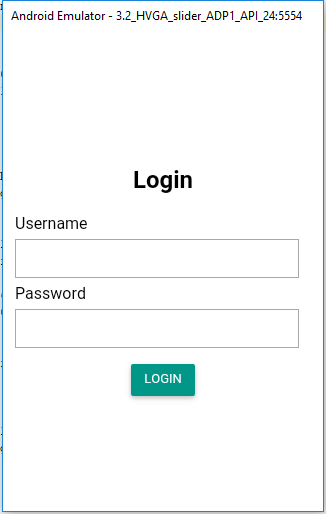 Android Emulator - 3.2_HVGA_slider_ADP1_API_24:5554
Login
Username
Password
LOGIN